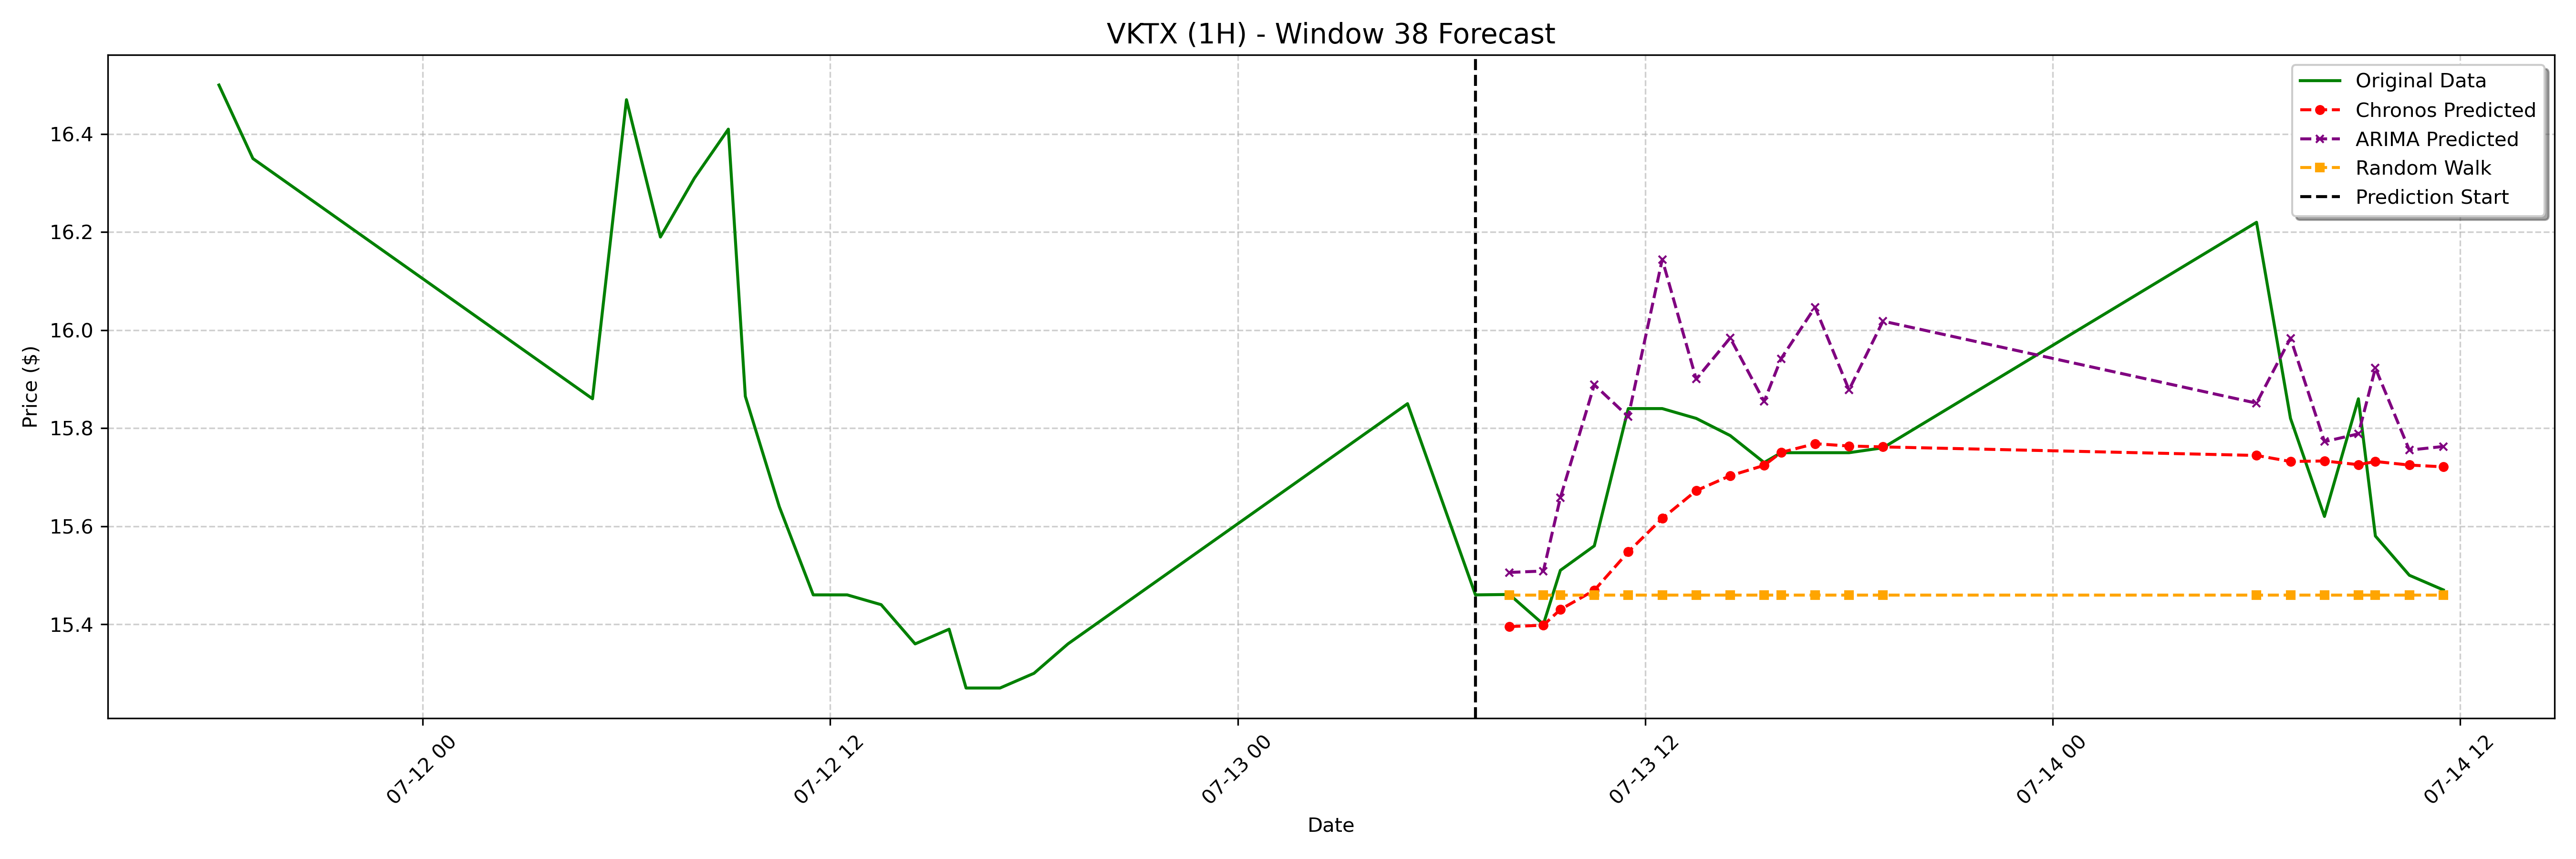 VKTX (1H) - Window 38 Forecast
Original Data
Chronos Predicted
ARIMA Predicted
Random Walk
Prediction Start
Price ($)
16.4
16.2
16.0
15.8
15.6
15.4
07-12 00
07-12 12
07-13 00
07-13 12
07-14 00
07-14 12
Date